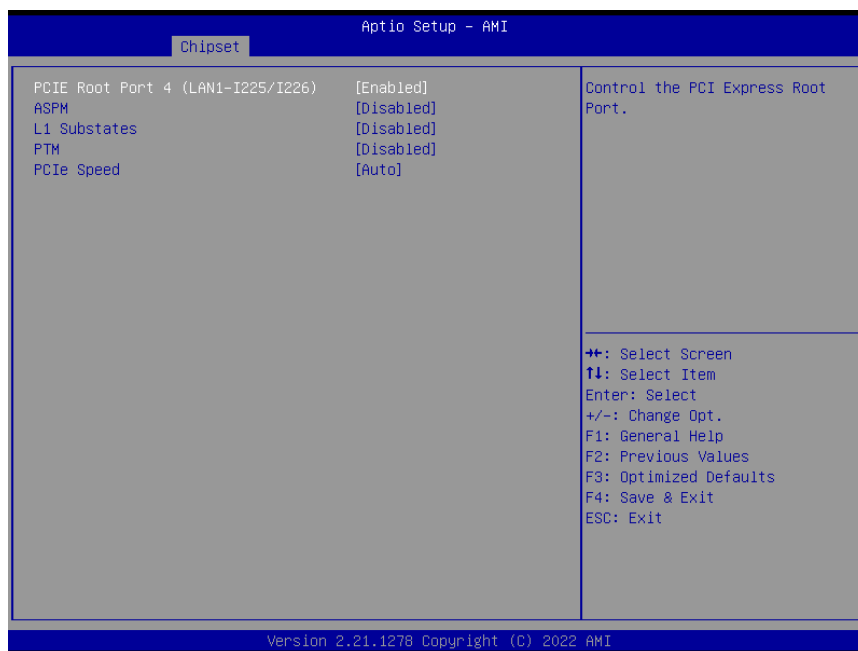 Aptio Setup - AMI
Chipset
PCIE Root Port 4 (LAN1-I225/I226) [Enabled]
ASPM [Disabled]
L1 Substates [Disabled]
PTM [Disabled]
PCIe Speed [Auto]
Control the PCI Express Root
Port.
→←: Select Screen
↑↓: Select Item
Enter: Select
+/-: Change Opt.
F1: General Help
F2: Previous Values
F3: Optimized Defaults
F4: Save & Exit
ESC: Exit
Version 2.21.1278 Copyright (C) 2022 AMI